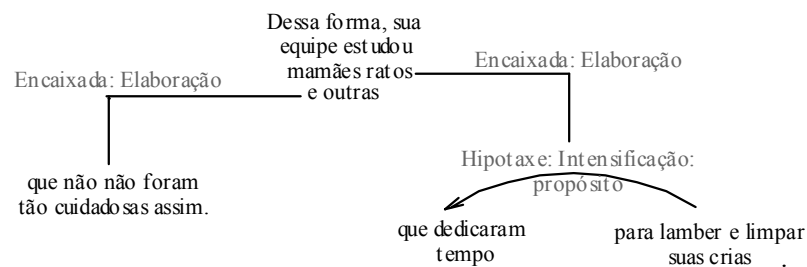 Dessa forma, sua
equipe estudou
mamães ratos
e outras
Encaixada: Elaboração
Encaixada: Elaboração
que não não foram
tão cuidadosas assim.
Hipotaxe: Intensificação:
propósito
que dedicaram
tempo
para lamber e limpar
suas crias
.